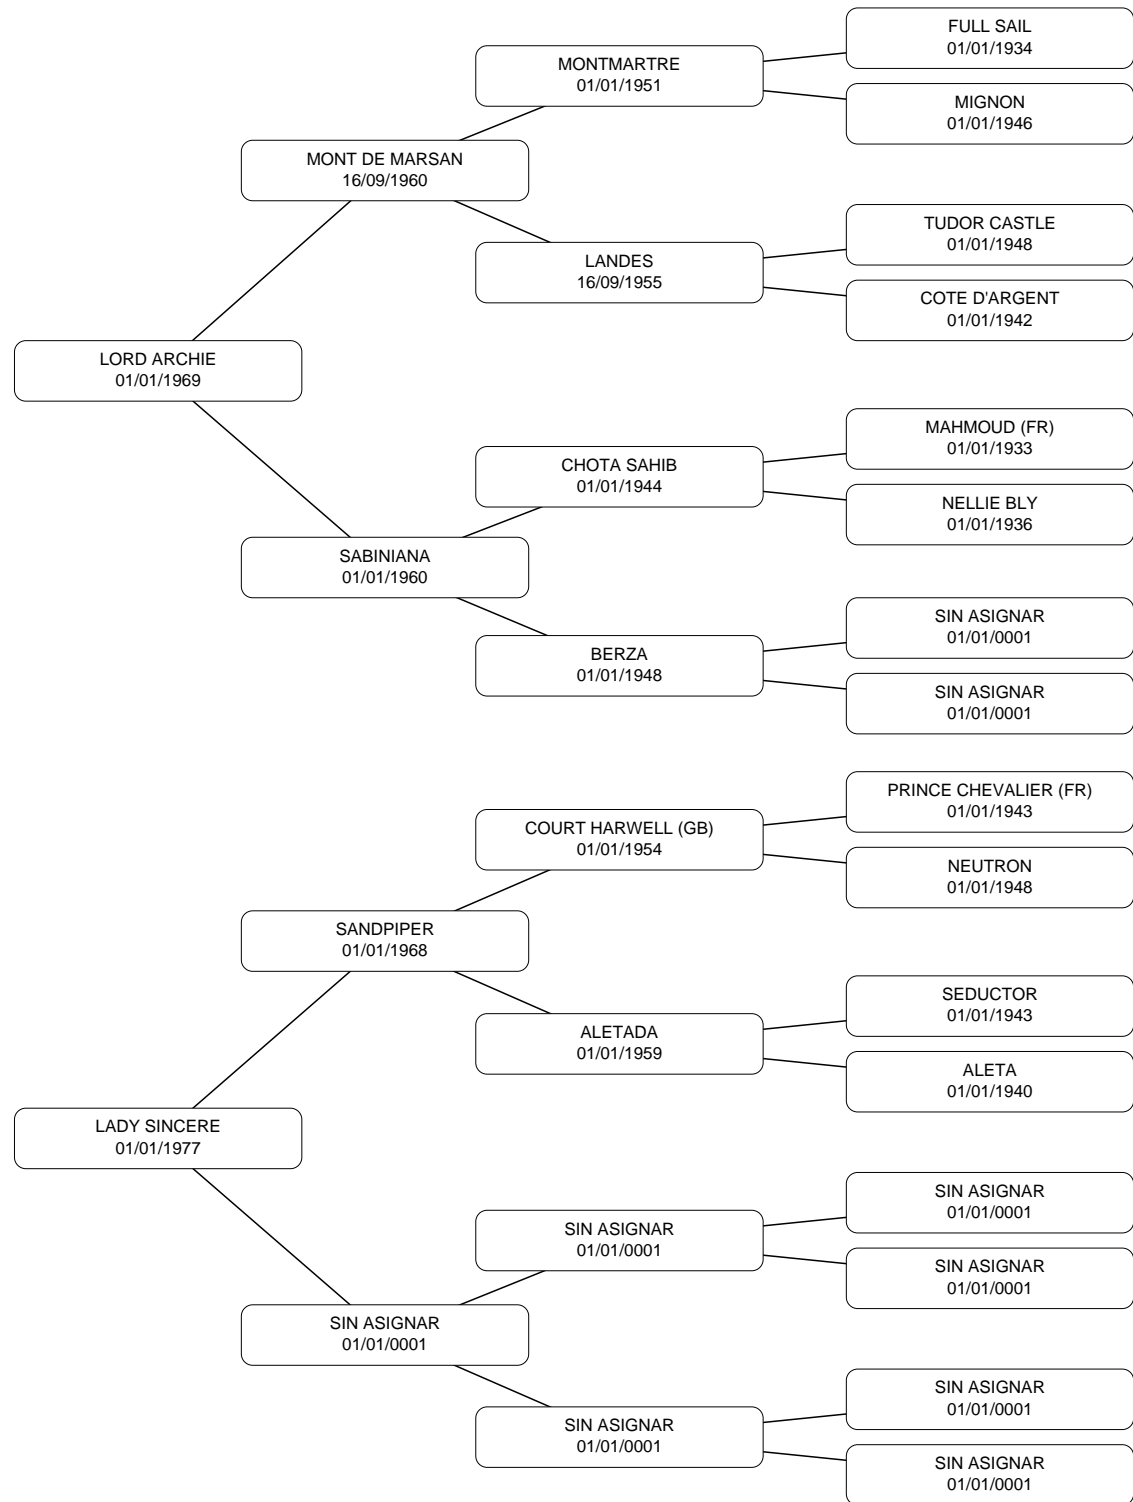 FULL SAIL
01/01/1934
MONTMARTRE
01/01/1951
MIGNON
01/01/1946
MONT DE MARSAN
16/09/1960
TUDOR CASTLE
01/01/1948
LANDES
16/09/1955
COTE D'ARGENT
01/01/1942
LORD ARCHIE
01/01/1969
MAHMOUD (FR)
01/01/1933
CHOTA SAHIB
01/01/1944
NELLIE BLY
01/01/1936
SABINIANA
01/01/1960
SIN ASIGNAR
01/01/0001
BERZA
01/01/1948
SIN ASIGNAR
01/01/0001
PRINCE CHEVALIER (FR)
01/01/1943
COURT HARWELL (GB)
01/01/1954
NEUTRON
01/01/1948
SANDPIPER
01/01/1968
SEDUCTOR
01/01/1943
ALETADA
01/01/1959
ALETA
01/01/1940
LADY SINCERE
01/01/1977
SIN ASIGNAR
01/01/0001
SIN ASIGNAR
01/01/0001
SIN ASIGNAR
01/01/0001
SIN ASIGNAR
01/01/0001
SIN ASIGNAR
01/01/0001
SIN ASIGNAR
01/01/0001
SIN ASIGNAR
01/01/0001